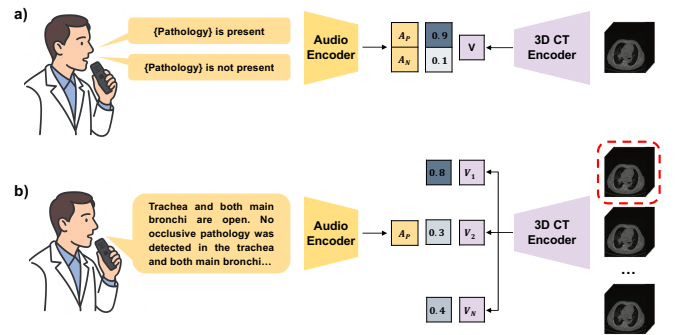 a)
{Pathology} is present
{Pathology} is not present
Audio
Encoder
A_P
A_N
0.9
0.1
V
3D CT
Encoder
b)
Trachea and both main
bronchi are open. No
occlusive pathology was
detected in the trachea
and both main bronchi...
Audio
Encoder
A_P
0.8
V_1
0.3
V_2
0.4
V_N
3D CT
Encoder
...